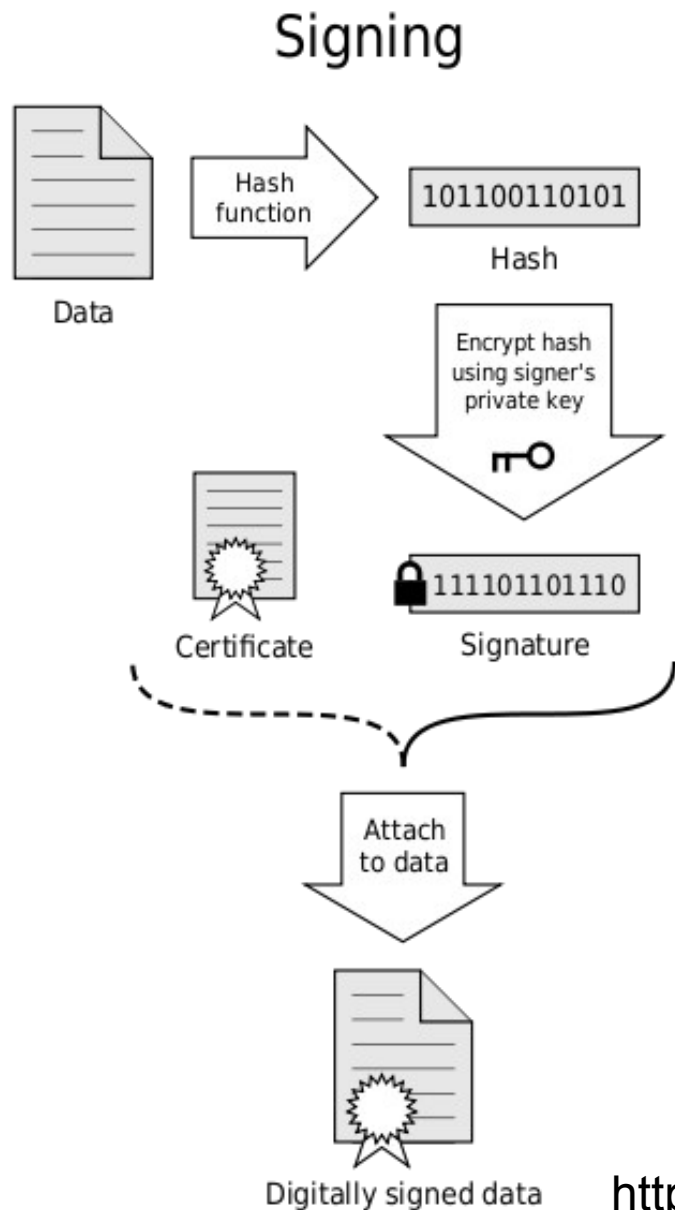 Signing
Hash
function
101100110101
Hash
Data
Encrypt hash
using signer's
private key
111101101110
Certificate
Signature
Attach
to data
Digitally signed data
http